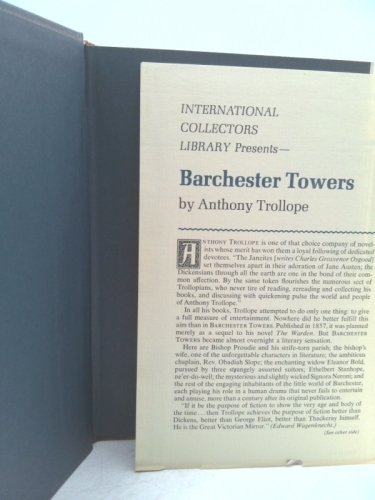 INTERNATIONAL
COLLECTORS
LIBRARY Presents—
Barchester Towers
by Anthony Trollope
ANTHONY TROLLOPE is one of that choice company of novel-
ists whose merit has won them a loyal following of dedicated
devotees. "The Janeites [writes Charles Grosvenor Osgood]
set themselves apart in their adoration of Jane Austen, the
Dickensians through all the earth are one in the bond of their com-
mon affection. By the same token flourishes the numerous sect of
Trollopians, who never tire of reading, rereading and collecting his
books, and discussing with quickening pulse the world and people
of Anthony Trollope."
In all his books, Trollope attempted to do only one thing: to give
a full measure of entertainment. Nowhere did he better fulfill this
aim than in BARCHESTER TOWERS. Published in 1857, it was planned
merely as a sequel to his novel The Warden. But BARCHESTER
TOWERS became almost overnight a literary sensation.
Here are Bishop Proudie and his strife-torn parish; the bishop's
wife, one of the unforgettable characters in literature; the ambitious
chaplain, Rev. Obadiah Slope; the enchanting widow Eleanor Bold,
pursued by three strangely assorted suitors; Ethelbert Stanhope,
ne'er-do-well; the mysterious and slightly wicked Signora Neroni; and
the rest of the engaging inhabitants of the little world of Barchester,
each playing his role in a human drama that never fails to entertain
and amuse, more than a century after its original publication.
"If it be the purpose of fiction to show the very age and body of
the time . . . then Trollope achieves the purpose of fiction better than
Dickens, better than George Eliot, better than Thackeray himself.
He is the Great Victorian Mirror." (Edward Wagenknecht.)
(See other side)